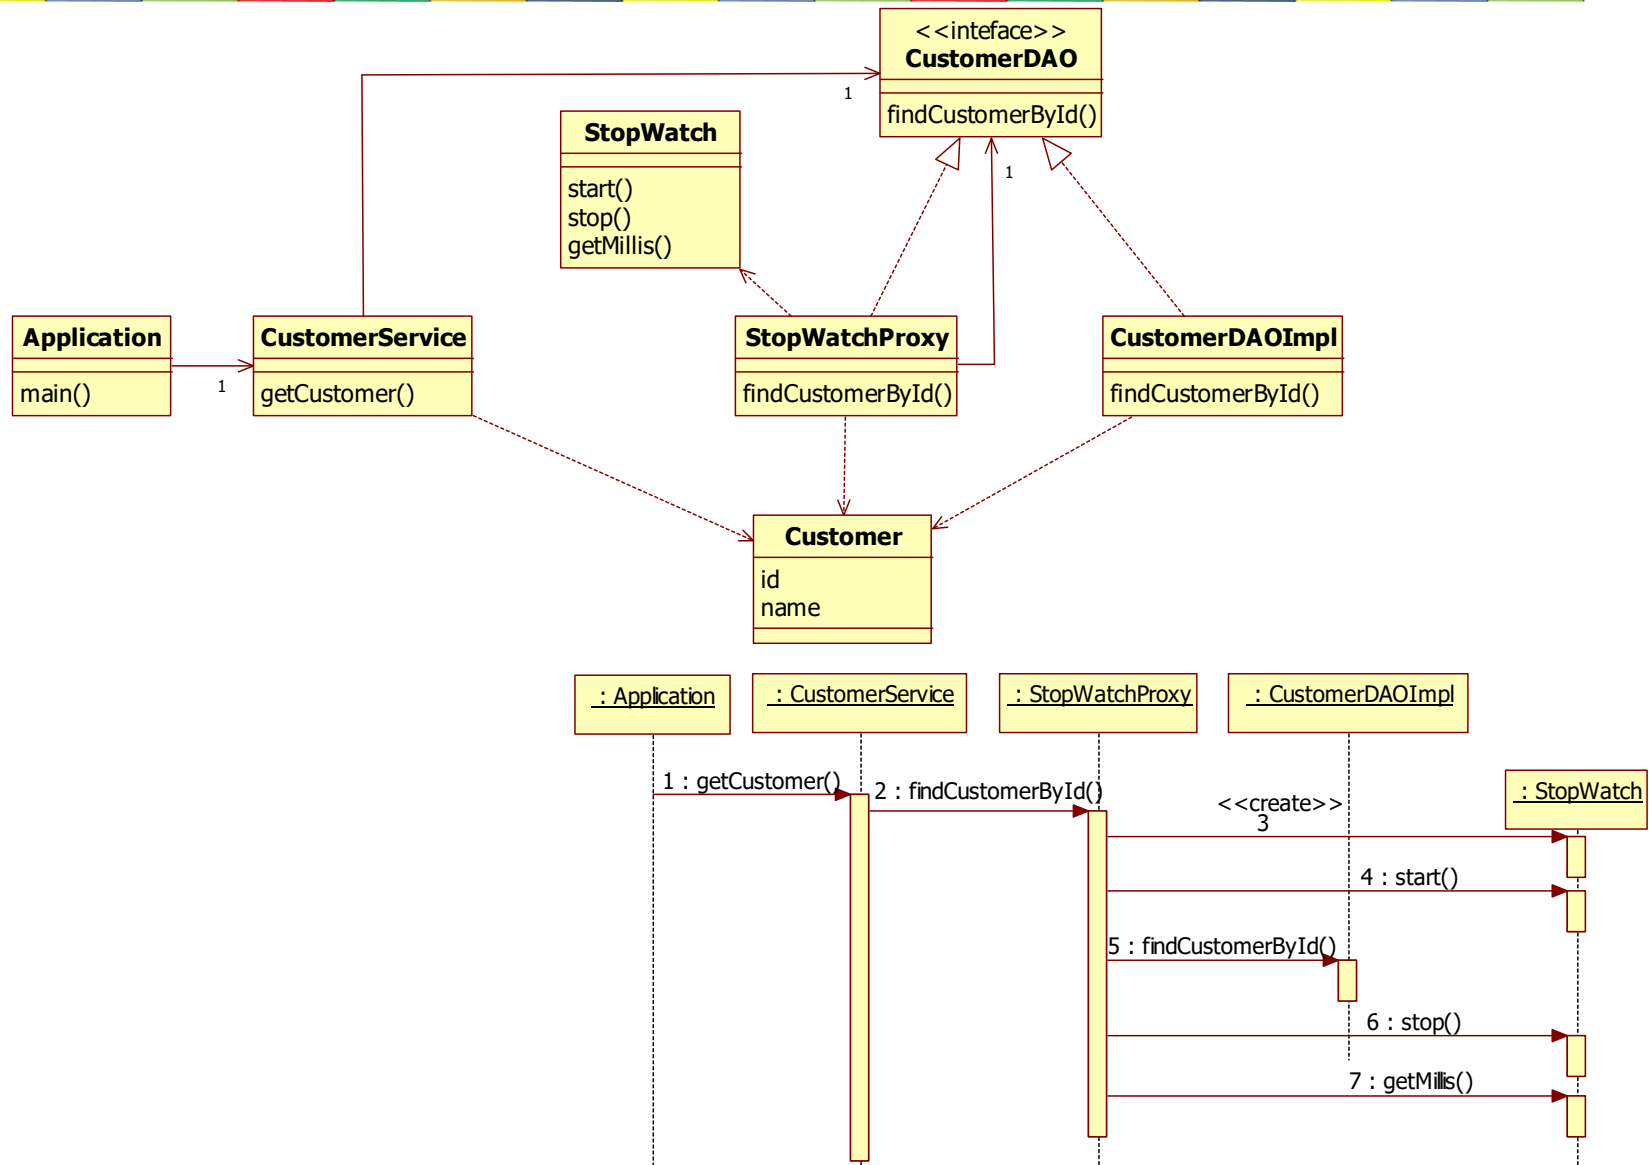 <<inteface>>
CustomerDAO
findCustomerById()
1
StopWatch
start()
stop()
getMillis()
1
Application
main()
1
CustomerService
getCustomer()
StopWatchProxy
findCustomerById()
CustomerDAOImpl
findCustomerById()
Customer
id
name
: Application
: CustomerService
: StopWatchProxy
: CustomerDAOImpl
1 : getCustomer()
2 : findCustomerById()
<<create>>
3
: StopWatch
4 : start()
5 : findCustomerById()
6 : stop()
7 : getMillis()